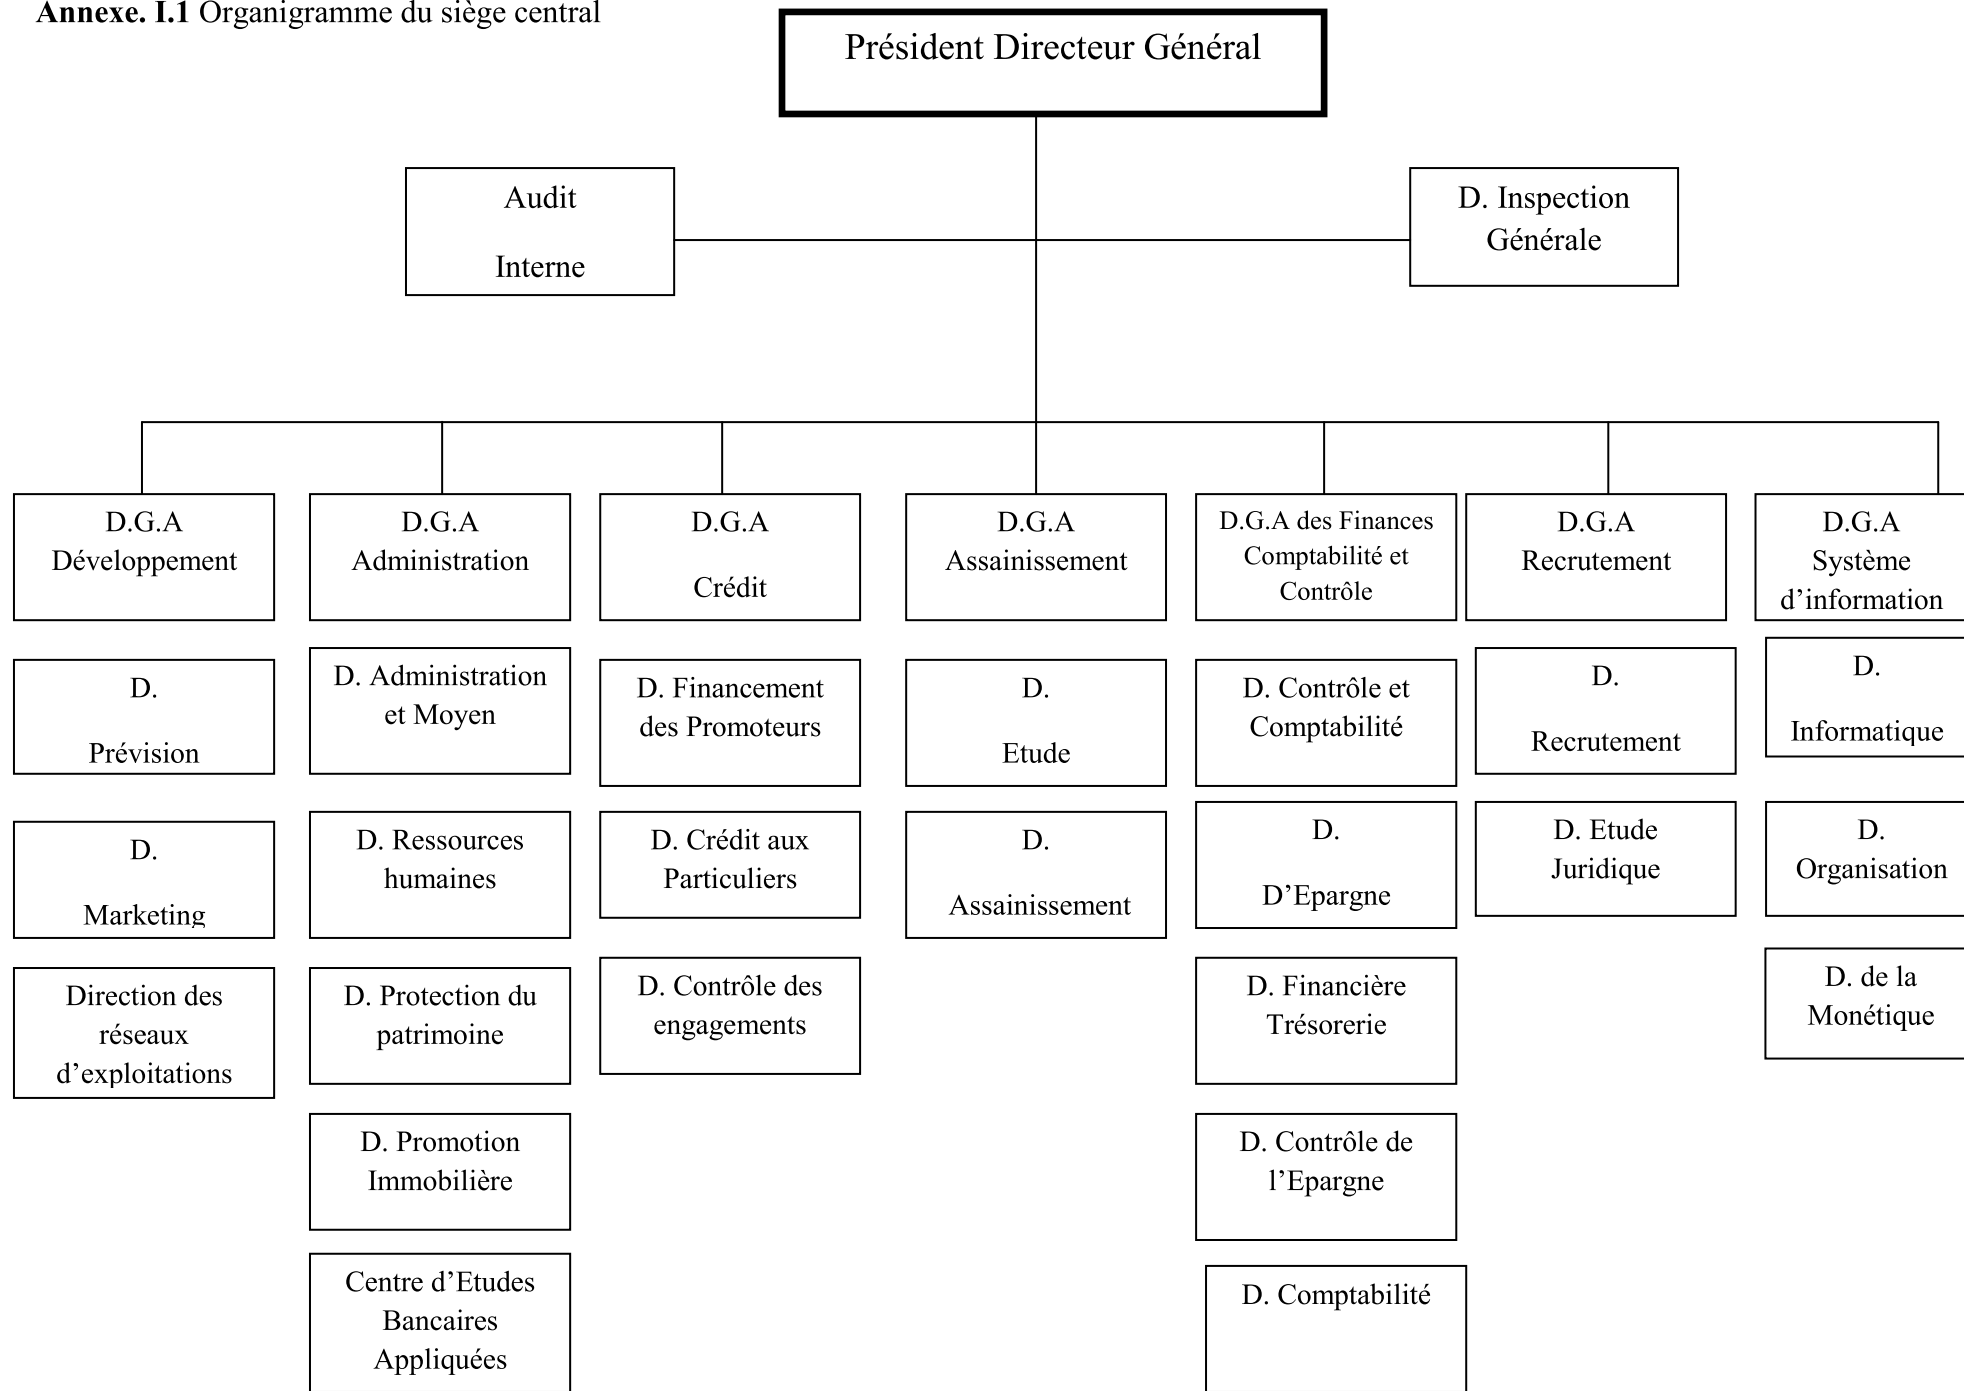 Annexe. I.1 Organigramme du siège central
Président Directeur Général
Audit
Interne
D. Inspection
Générale
D.G.A
Développement
D.G.A
Administration
D.G.A
Crédit
D.G.A
Assainissement
D.G.A des Finances
Comptabilité et
Contrôle
D.G.A
Recrutement
D.G.A
Système
d’information
D.
Prévision
D. Administration
et Moyen
D. Financement
des Promoteurs
D.
Etude
D. Contrôle et
Comptabilité
D.
Recrutement
D.
Informatique
D.
Marketing
D. Ressources
humaines
D. Crédit aux
Particuliers
D.
Assainissement
D.
D’Epargne
D. Etude
Juridique
D.
Organisation
Direction des
réseaux
d’exploitations
D. Protection du
patrimoine
D. Contrôle des
engagements
D. Financière
Trésorerie
D. de la
Monétique
D. Promotion
Immobilière
D. Contrôle de
l’Epargne
Centre d’Etudes
Bancaires
Appliquées
D. Comptabilité